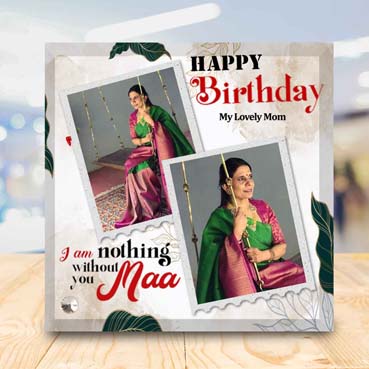 HAPPY
Birthday
My Lovely Mom
I am nothing
without
you Maa